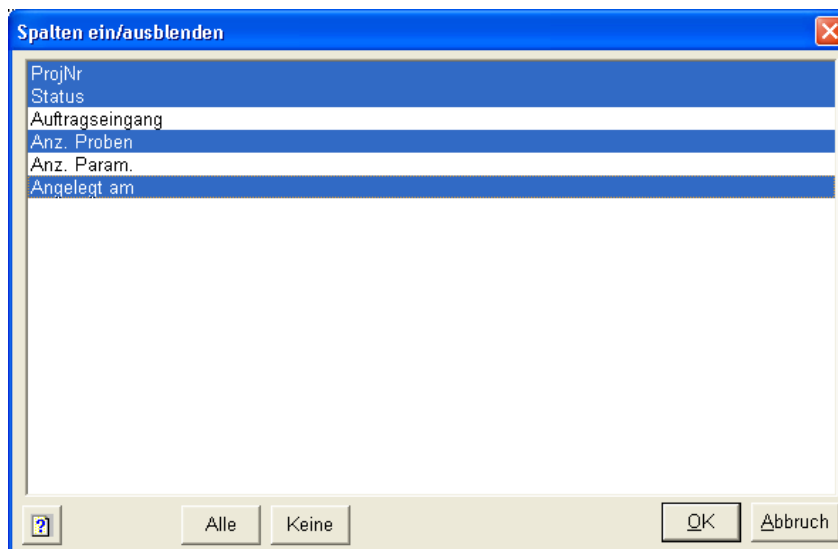 Spalten ein/ausblenden
ProjNr
Status
Auftragseingang
Anz. Proben
Anz. Param.
Angelegt am
? Alle Keine OK Abbruch